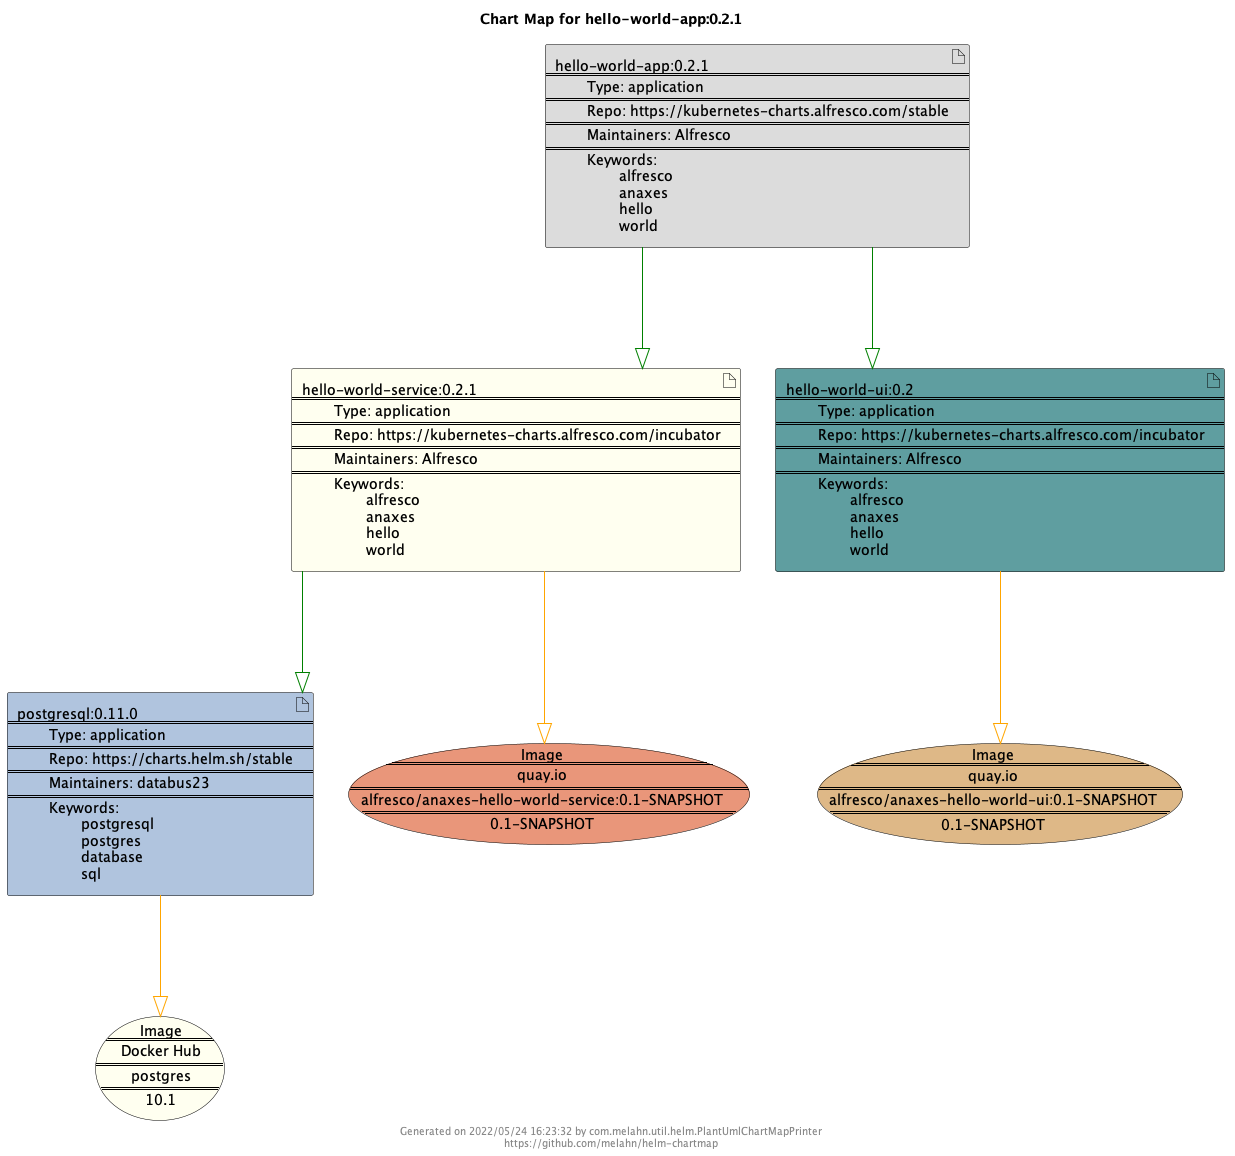 Chart Map for hello-world-app:0.2.1
hello-world-app:0.2.1
Type: application
Repo: https://kubernetes-charts.alfresco.com/stable
Maintainers: Alfresco
Keywords:
alfresco
anaxes
hello
world
hello-world-service:0.2.1
Type: application
Repo: https://kubernetes-charts.alfresco.com/incubator
Maintainers: Alfresco
Keywords:
alfresco
anaxes
hello
world
hello-world-ui:0.2
Type: application
Repo: https://kubernetes-charts.alfresco.com/incubator
Maintainers: Alfresco
Keywords:
alfresco
anaxes
hello
world
postgresql:0.11.0
Type: application
Repo: https://charts.helm.sh/stable
Maintainers: databus23
Keywords:
postgresql
postgres
database
sql
Image
quay.io
alfresco/anaxes-hello-world-service:0.1-SNAPSHOT
0.1-SNAPSHOT
Image
quay.io
alfresco/anaxes-hello-world-ui:0.1-SNAPSHOT
0.1-SNAPSHOT
Image
Docker Hub
postgres
10.1
Generated on 2022/05/24 16:23:32 by com.melahn.util.helm.PlantUmlChartMapPrinter
https://github.com/melahn/helm-chartmap